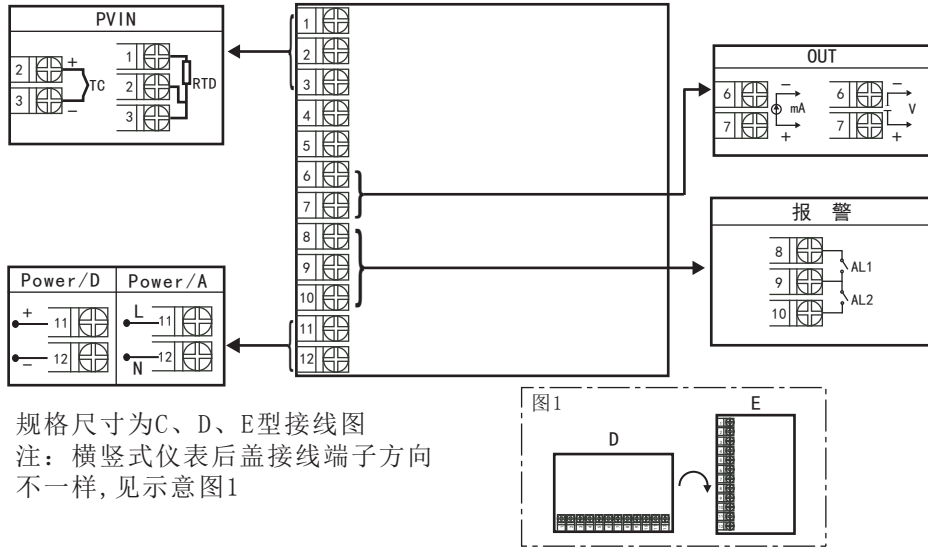 PVIN
2
+
TC
3
−
1
2
RTD
3
1
2
3
4
5
6
7
8
9
10
11
12
OUT
6
−
mA
7
+
6
−
V
7
+
报 警
8
AL1
9
AL2
10
Power/D
Power/A
+
11
L
11
−
12
N
12
规格尺寸为C、D、E型接线图
注：横竖式仪表后盖接线端子方向
不一样,见示意图1
图1
D
E